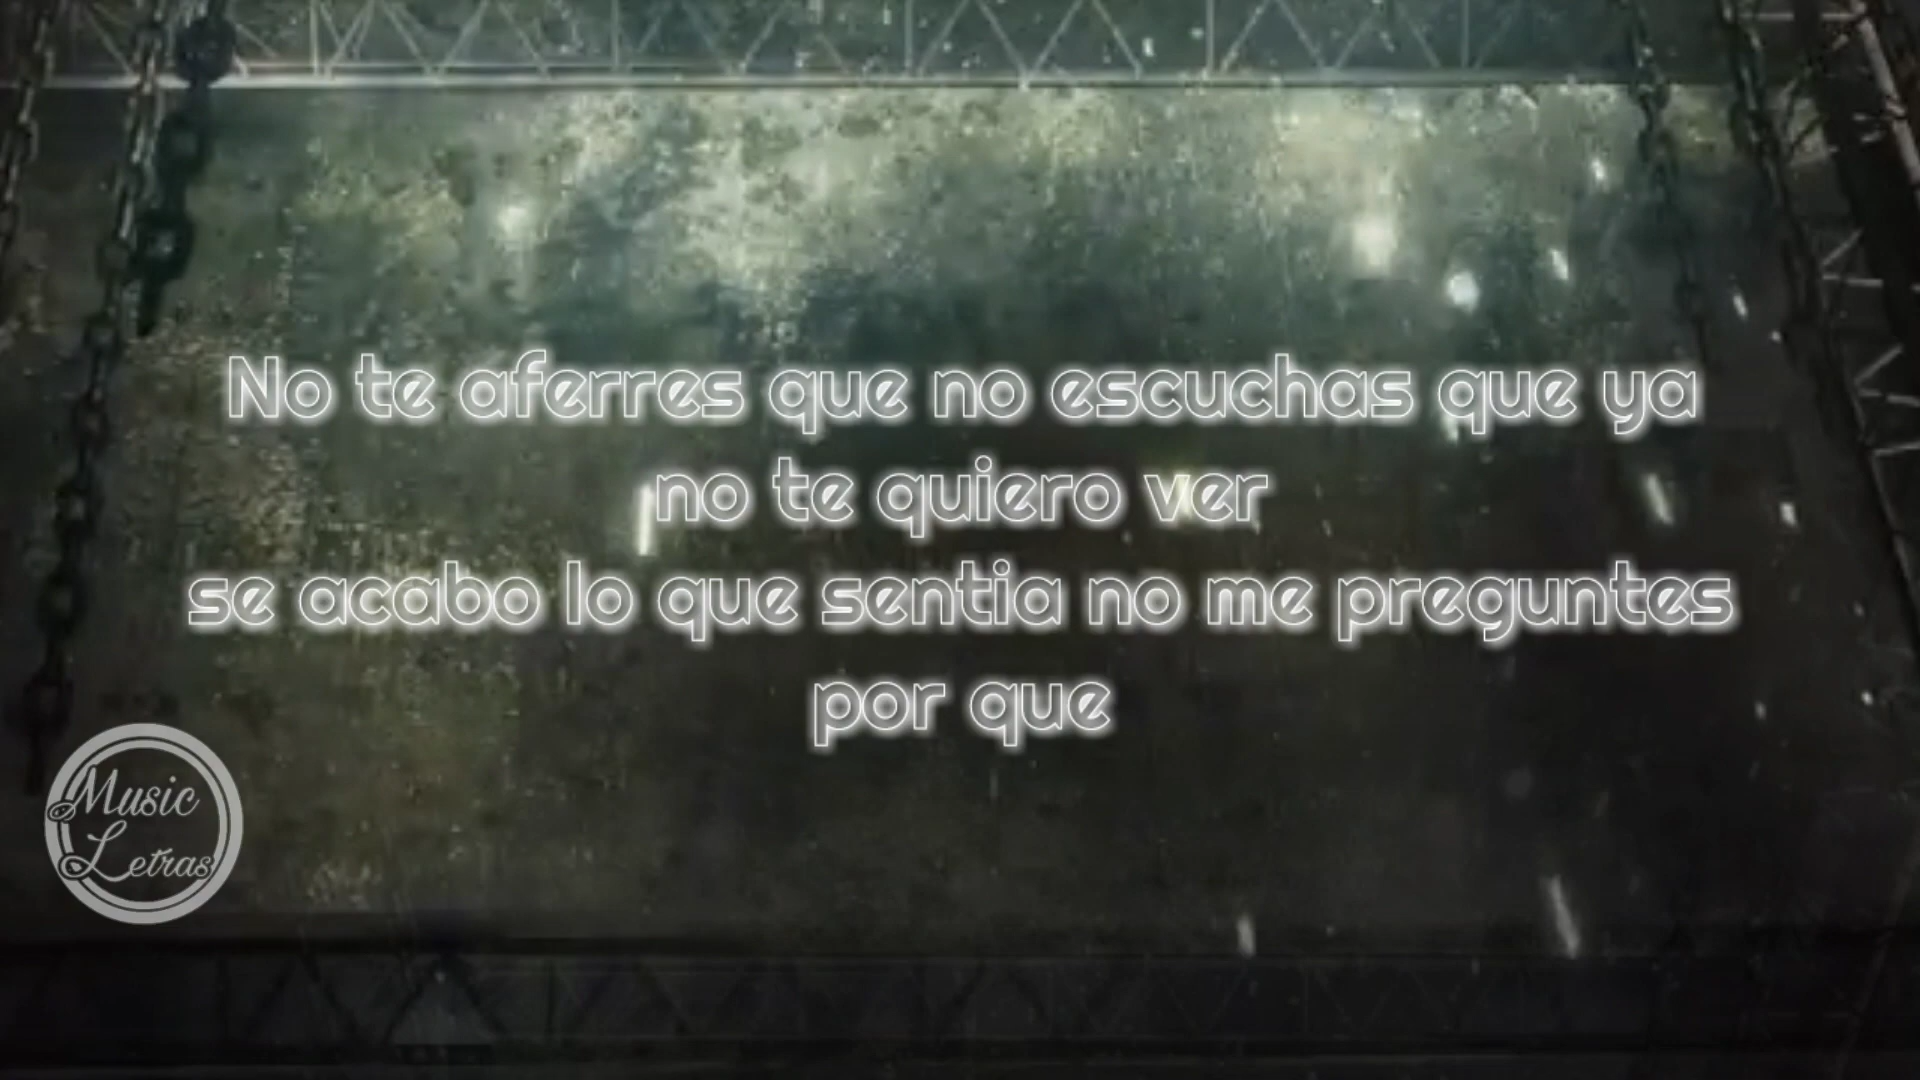 No te aferres que no escuchas que ya
no te quiero ver
se acabo lo que sentia no me preguntes
por que
Music
Letras